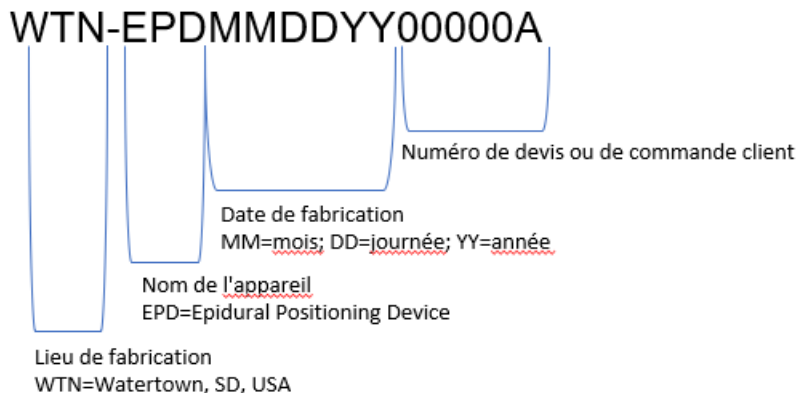 WTN-EPDMMDDYY00000A
Numéro de devis ou de commande client
Date de fabrication
MM=mois; DD=journée; YY=année
Nom de l'appareil
EPD=Epidural Positioning Device
Lieu de fabrication
WTN=Watertown, SD, USA